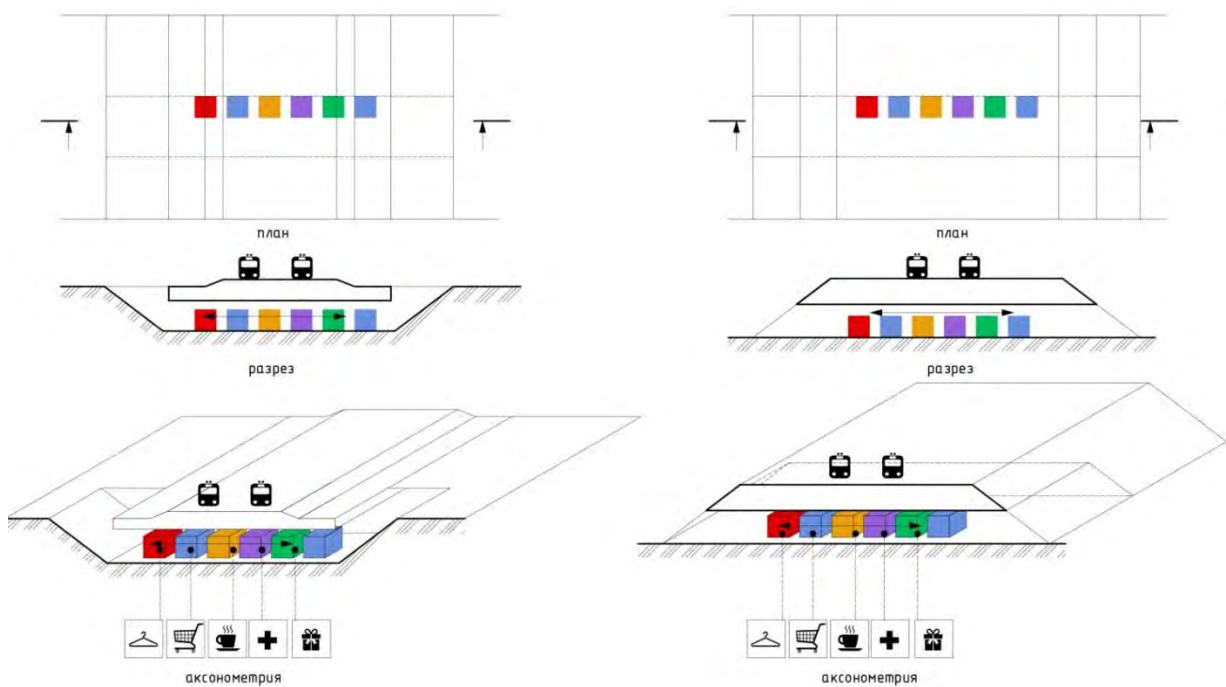 план
план
разрез
разрез
аксонометрия
аксонометрия